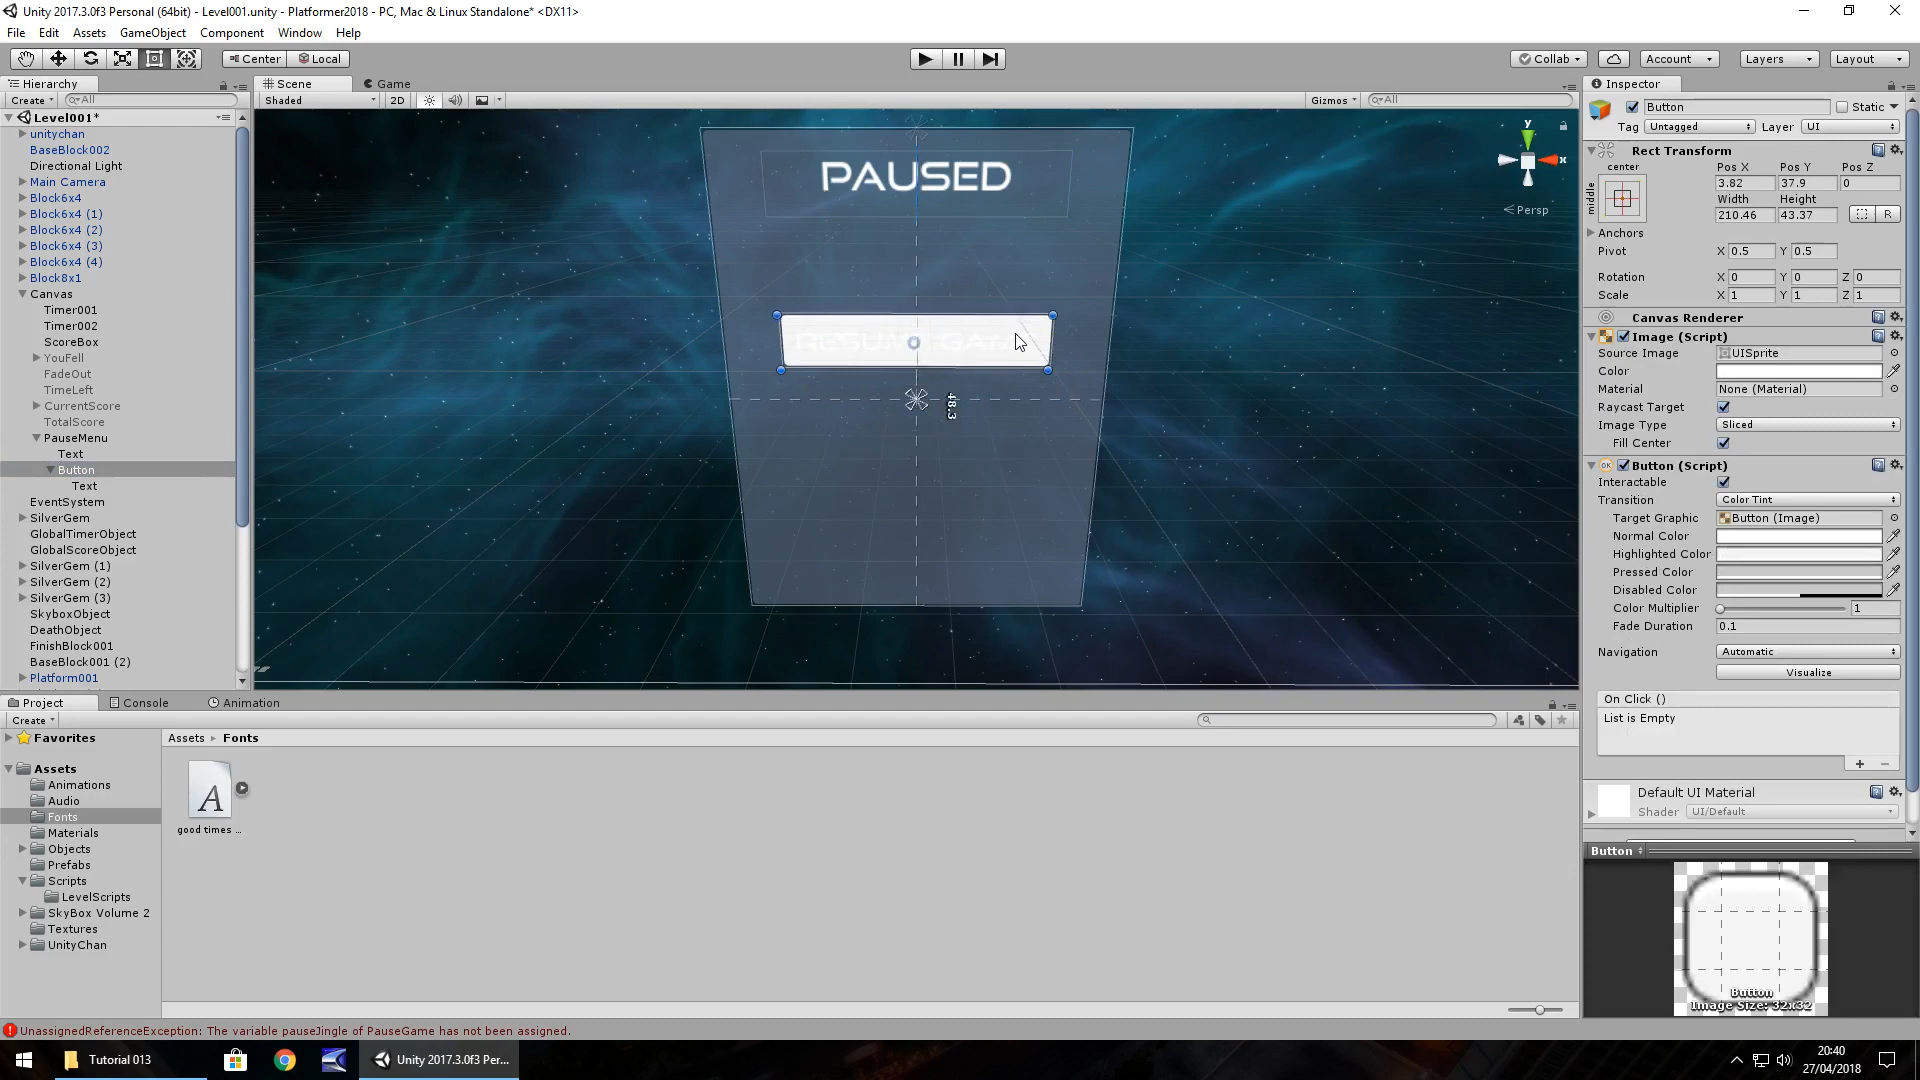 Unity 2017.3.0f3 Personal (64bit) - Level001.unity - Platformer2018 - PC, Mac & Linux Standalone* <DX11>
File Edit Assets GameObject Component Window Help
Center Local Collab Account Layers Layout
Hierarchy
Create All
Level001*
unitychan
BaseBlock002
Directional Light
Main Camera
Block6x4
Block6x4 (1)
Block6x4 (2)
Block6x4 (3)
Block6x4 (4)
Block8x1
Canvas
Timer001
Timer002
ScoreBox
YouFell
FadeOut
TimeLeft
CurrentScore
TotalScore
PauseMenu
Text
Button
Text
EventSystem
SilverGem
GlobalTimerObject
GlobalScoreObject
SilverGem (1)
SilverGem (2)
SilverGem (3)
SkyboxObject
DeathObject
FinishBlock001
BaseBlock001 (2)
Platform001
Scene Game
Shaded 2D Gizmos All
PAUSED
RESUME GAME
48.3
y
x
Persp
Inspector
Button Static
Tag Untagged Layer UI
Rect Transform
center
middle
Pos X Pos Y Pos Z
3.82 37.9 0
Width Height
210.46 43.37 R
Anchors
Pivot X 0.5 Y 0.5
Rotation X 0 Y 0 Z 0
Scale X 1 Y 1 Z 1
Canvas Renderer
Image (Script)
Source Image UISprite
Color
Material None (Material)
Raycast Target
Image Type Sliced
Fill Center
OK Button (Script)
Interactable
Transition Color Tint
Target Graphic Button (Image)
Normal Color
Highlighted Color
Pressed Color
Disabled Color
Color Multiplier 1
Fade Duration 0.1
Navigation Automatic
Visualize
On Click ()
List is Empty
+ −
Default UI Material
Shader UI/Default
Button
Button
Image Size: 32x32
Project Console Animation
Create
Favorites
Assets
Animations
Audio
Fonts
Materials
Objects
Prefabs
Scripts
LevelScripts
SkyBox Volume 2
Textures
UnityChan
Assets Fonts
A
good times ...
UnassignedReferenceException: The variable pauseJingle of PauseGame has not been assigned.
Tutorial 013
Unity 2017.3.0f3 Per...
20:40
27/04/2018